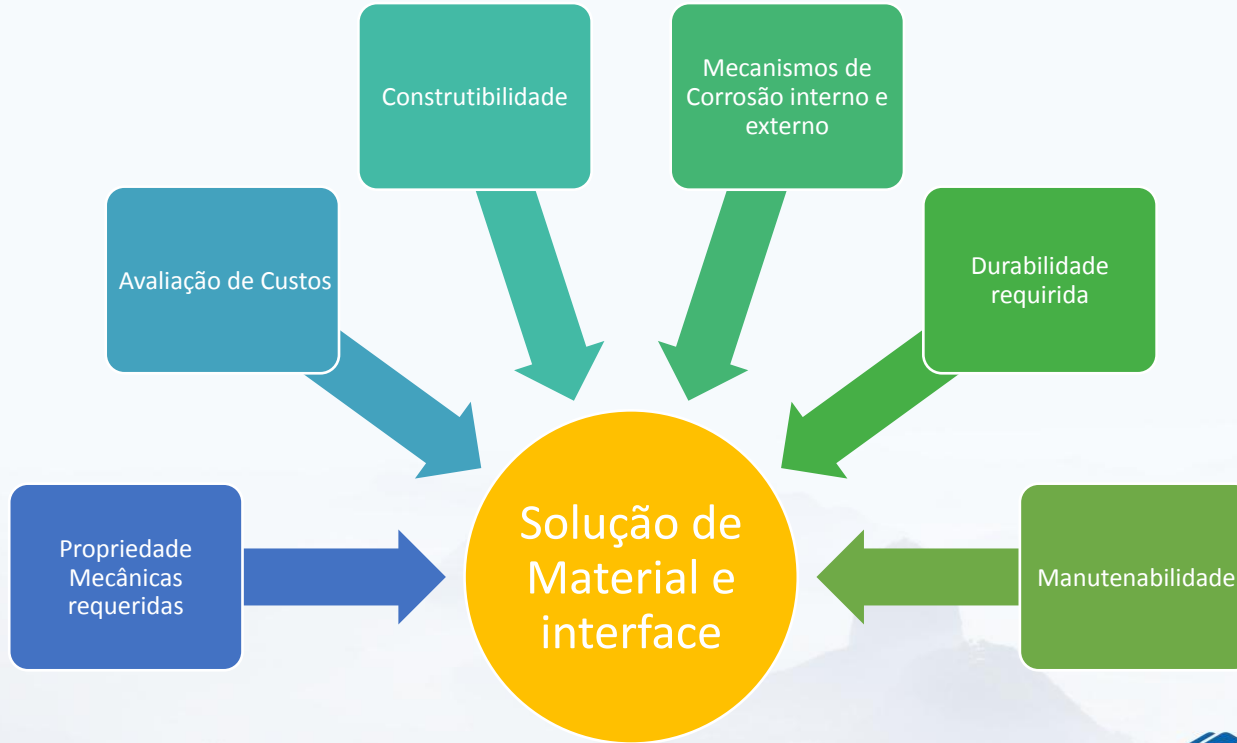 Construtibilidade
Mecanismos de
Corrosão interno e
externo
Avaliação de Custos
Durabilidade
requirida
Propriedade
Mecânicas
requeridas
Solução de
Material e
interface
Manutenabilidade